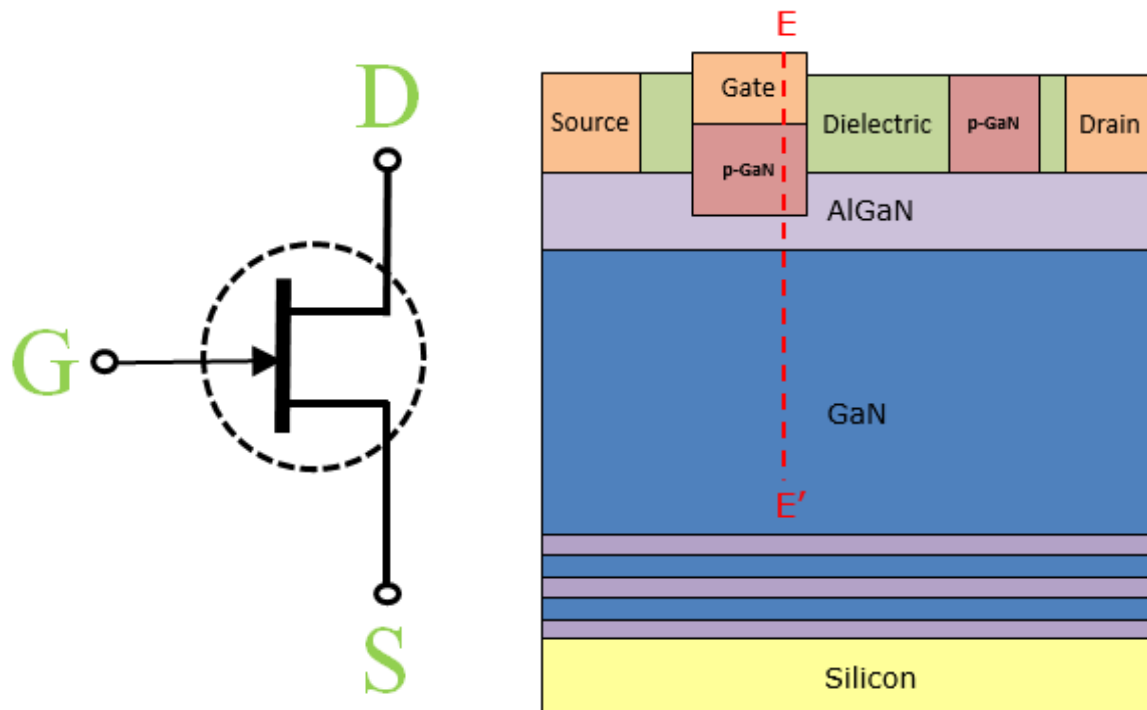 D
G
S
E
Source
Gate
p-GaN
Dielectric
p-GaN
Drain
AlGaN
GaN
E’
Silicon